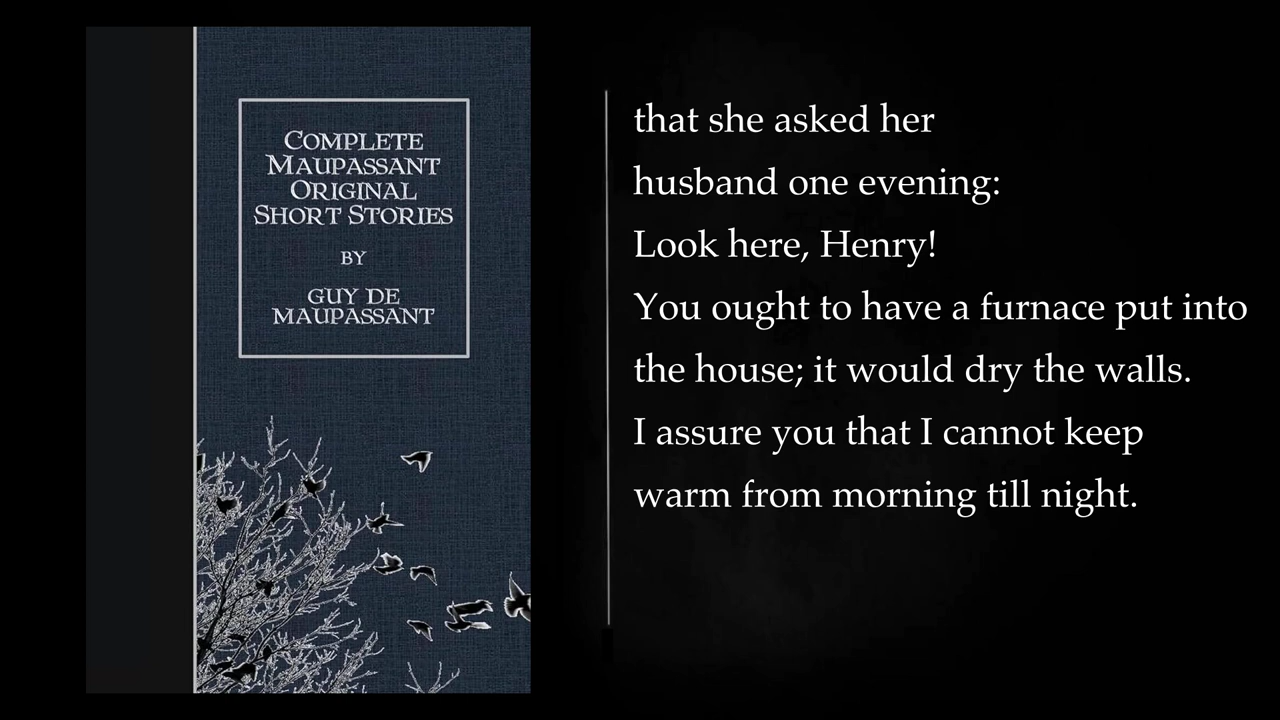 COMPLETE
MAUPASSANT
ORIGINAL
SHORT STORIES
BY
GUY DE
MAUPASSANT
that she asked her
husband one evening:
Look here, Henry!
You ought to have a furnace put into
the house; it would dry the walls.
I assure you that I cannot keep
warm from morning till night.